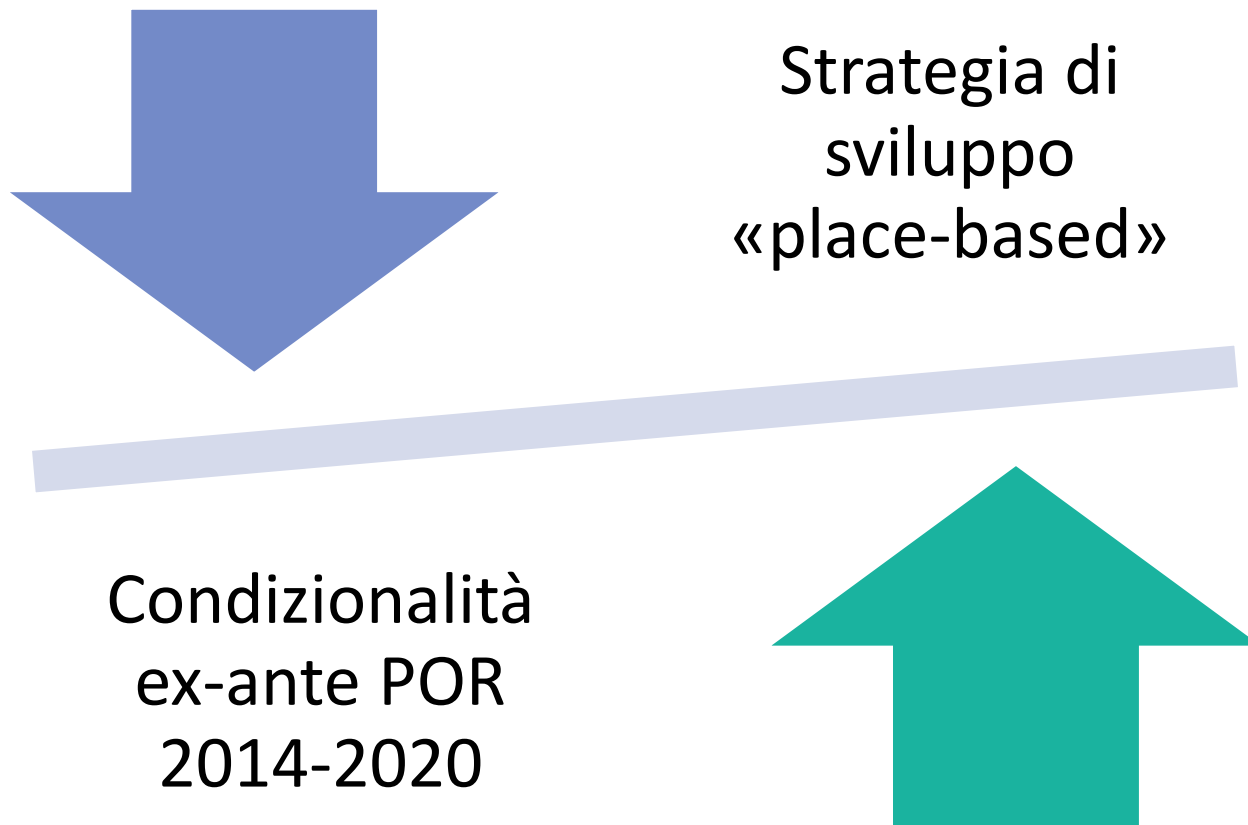 Strategia di
sviluppo
«place-based»
Condizionalità
ex-ante POR
2014-2020